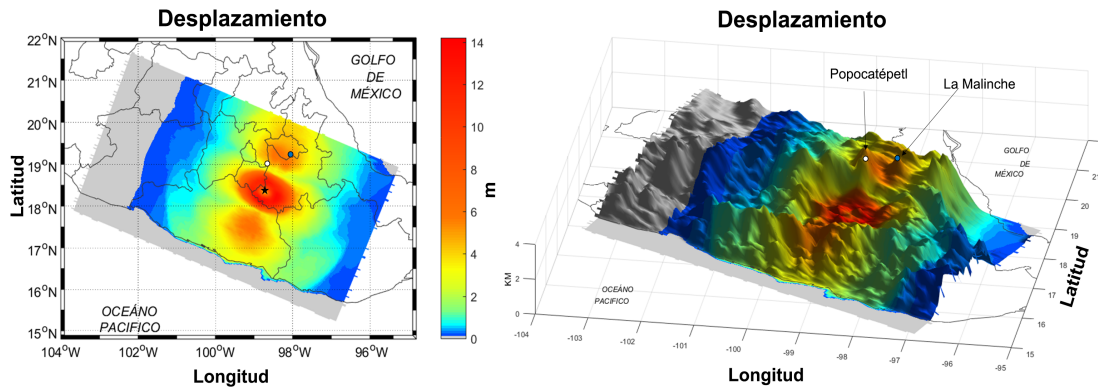 Desplazamiento
22°N
21°N
20°N
19°N
18°N
17°N
16°N
15°N
Latitud
GOLFO
DE
MÉXICO
OCEÁNO
PACIFICO
104°W
102°W
100°W
98°W
96°W
Longitud
14
12
10
8
6
4
2
0
m
Desplazamiento
Popocatépetl
La Malinche
GOLFO
DE
MÉXICO
OCEÁNO
PACIFICO
4
2
0
KM
-104
-103
-102
-101
-100
-99
-98
-97
-96
-95
Longitud
15
16
17
18
19
20
21
Latitud